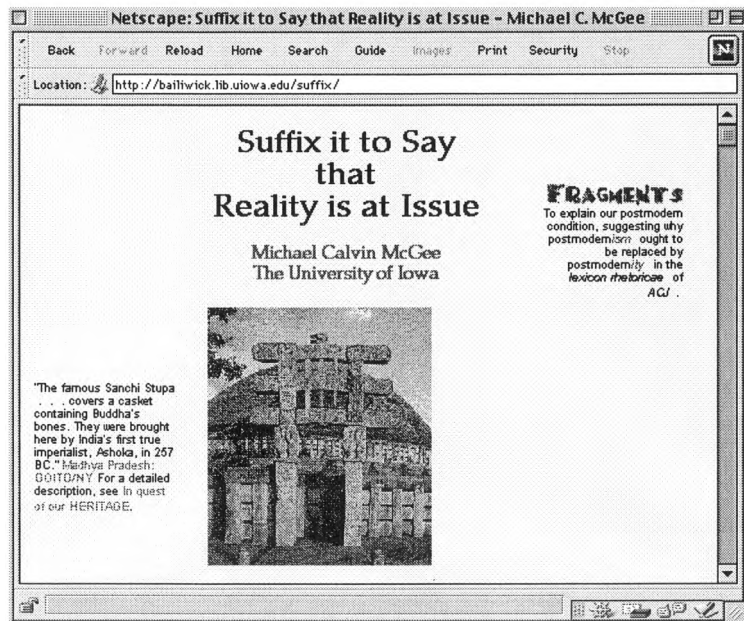 Netscape: Suffix it to Say that Reality is at Issue – Michael C. McGee
Back Forward Reload Home Search Guide Images Print Security Stop
N
Location: http://bailiwick.lib.uiowa.edu/suffix/
Suffix it to Say
that
Reality is at Issue
Michael Calvin McGee
The University of Iowa
FRAGMENTS
To explain our postmodern
condition, suggesting why
postmodernism ought to
be replaced by
postmodernity in the
lexicon rhetoricae of
ACJ .
"The famous Sanchi Stupa
. . . covers a casket
containing Buddha's
bones. They were brought
here by India's first true
imperialist, Ashoka, in 257
BC." Madhya Pradesh:
GOITO/NY For a detailed
description, see In quest
of our HERITAGE.